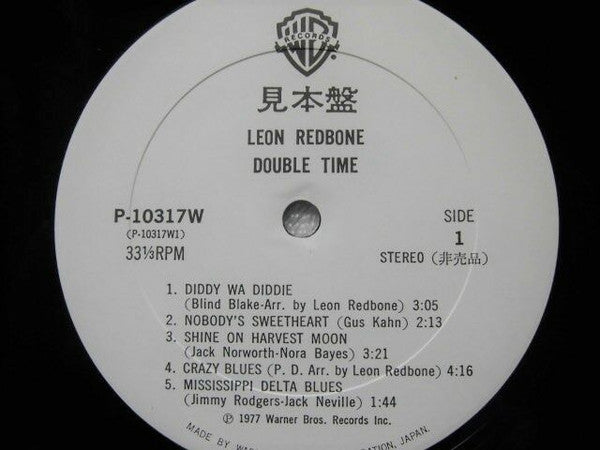 RECORDS
見本盤
LEON REDBONE
DOUBLE TIME
P-10317W
(P-10317W1)
33⅓RPM
SIDE
1
STEREO (非売品)
1. DIDDY WA DIDDIE
(Blind Blake-Arr. by Leon Redbone) 3:05
2. NOBODY'S SWEETHEART (Gus Kahn) 2:13
3. SHINE ON HARVEST MOON
(Jack Norworth-Nora Bayes) 3:21
4. CRAZY BLUES (P. D. Arr. by Leon Redbone) 4:16
5. MISSISSIPPI DELTA BLUES
(Jimmy Rodgers-Jack Neville) 1:44
℗ 1977 Warner Bros. Records Inc.
MADE BY JAPAN.